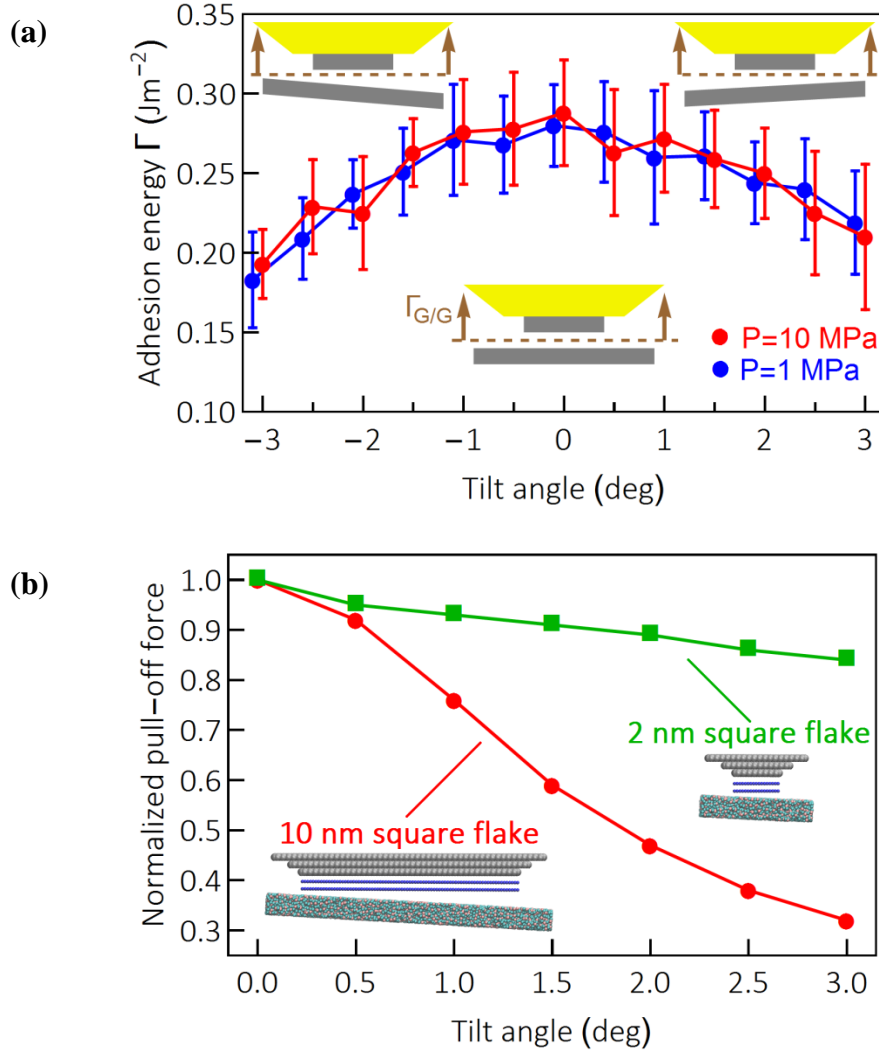 (a)
Adhesion energy Γ (Jm⁻²)
0.35
0.30
0.25
0.20
0.15
0.10
Γ_G/G
P=10 MPa
P=1 MPa
−3 −2 −1 0 1 2 3
Tilt angle (deg)
(b)
Normalized pull−off force
1.0
0.9
0.8
0.7
0.6
0.5
0.4
0.3
2 nm square flake
10 nm square flake
0.0 0.5 1.0 1.5 2.0 2.5 3.0
Tilt angle (deg)